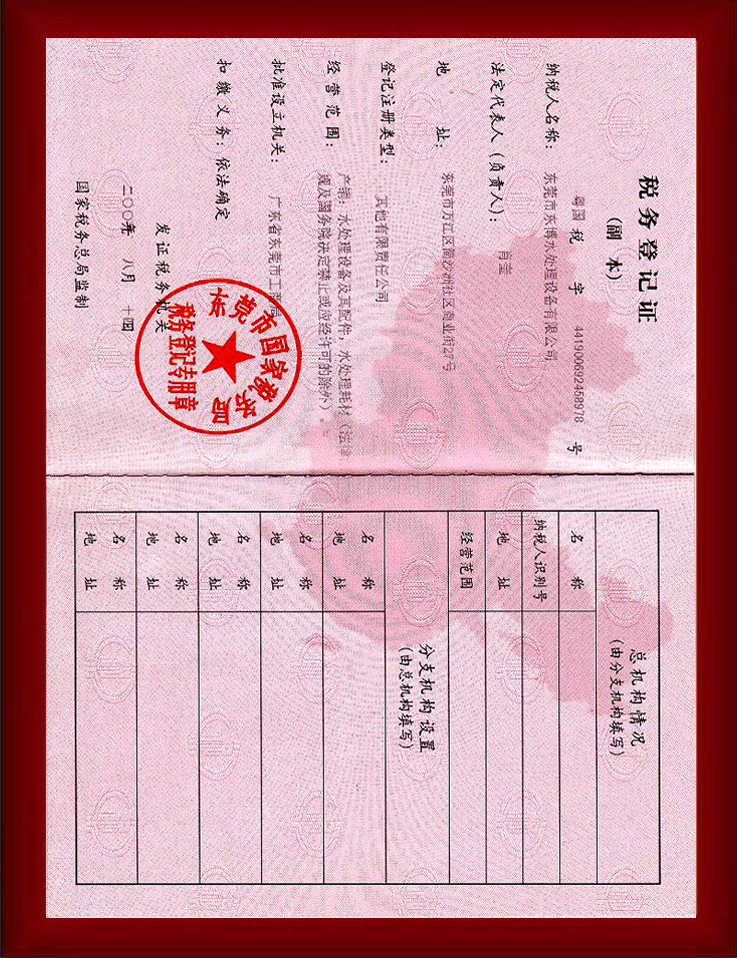 税务登记证
(副 本)
粤国 税 字 441900692458978 号
纳税人名称： 东莞市东博水处理设备有限公司
法定代表人（负责人）： 肖莹
地 址： 东莞市万江区简沙洲社区商业街27号
登记注册类型： 其他有限责任公司
经营范围： 产销：水处理设备及其配件，水处理耗材（法律
规及国务院决定禁止或应经许可的除外）。
批准设立机关： 广东省东莞市工商局
扣缴义务：依法确定
发证税务机关
二〇〇 年 八月 十四
国家税务总局监制
东莞市国家税务局
税务登记专用章
总机构情况
(由分支机构填写)
名 称
纳税人识别号
地 址
经营范围
分支机构设置
(由总机构填写)
名 称
地 址
名 称
地 址
名 称
地 址
名 称
地 址
名 称
地 址